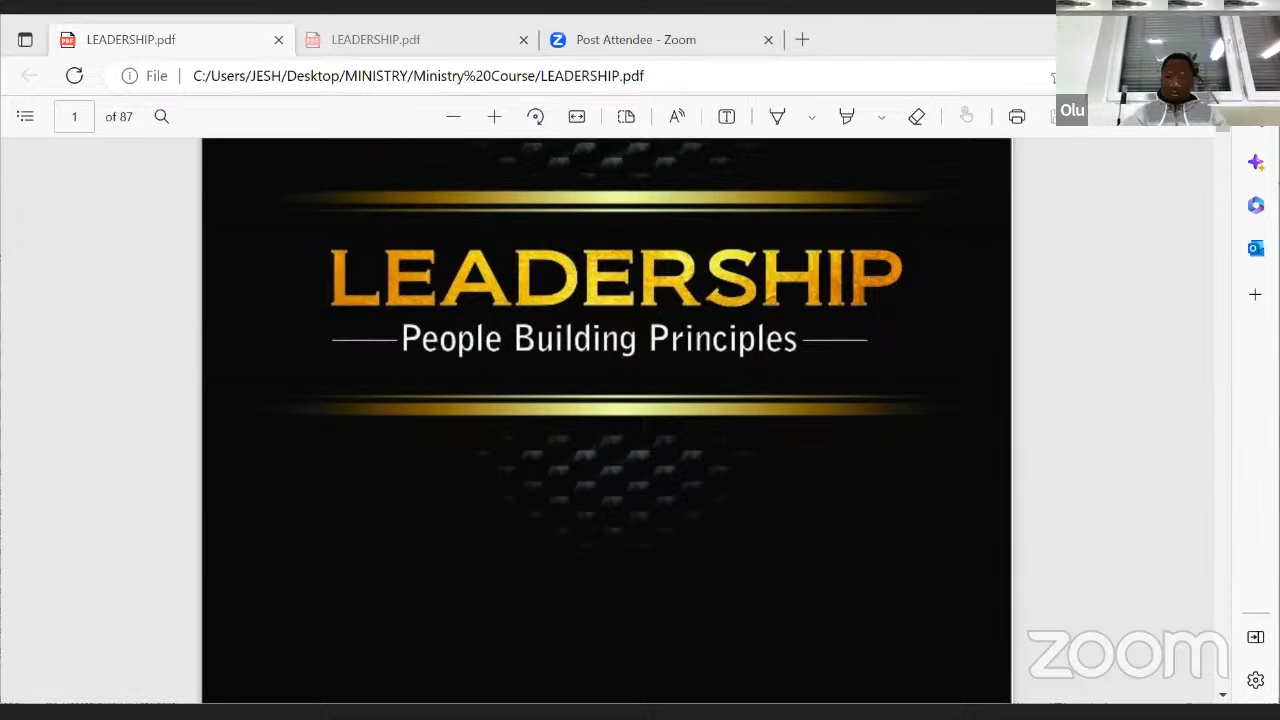 LEADERSHIP.pdf
LEADERSHIP.pdf
Post Attendee - Zoom
File
C:/Users/JESH/Desktop/MINISTRY/Ministry%20Course/LEADERSHIP.pdf
1 of 87
Olu
LEADERSHIP
People Building Principles
zoom